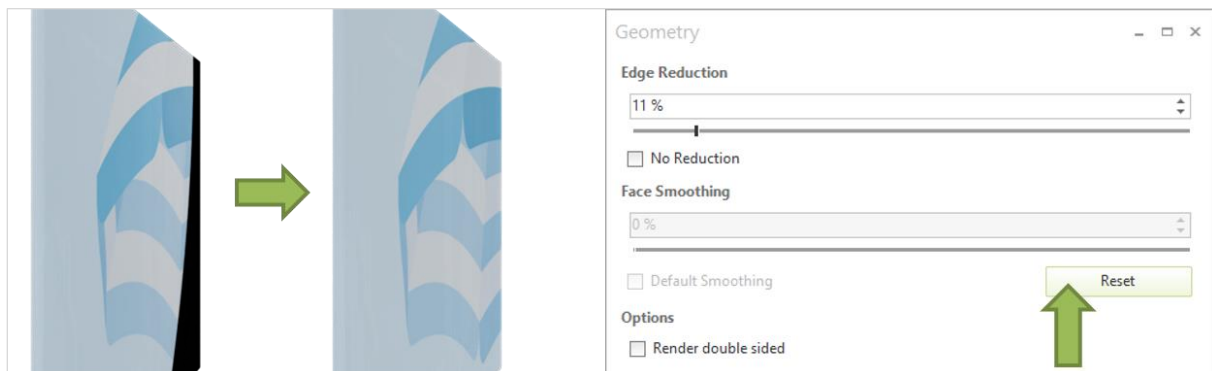 Geometry
Edge Reduction
11 %
No Reduction
Face Smoothing
0 %
Default Smoothing
Reset
Options
Render double sided